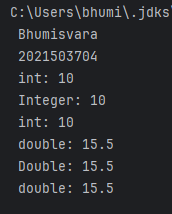 C:\Users\bhumi\.jdks
Bhumisvara
2021503704
int: 10
Integer: 10
int: 10
double: 15.5
Double: 15.5
double: 15.5